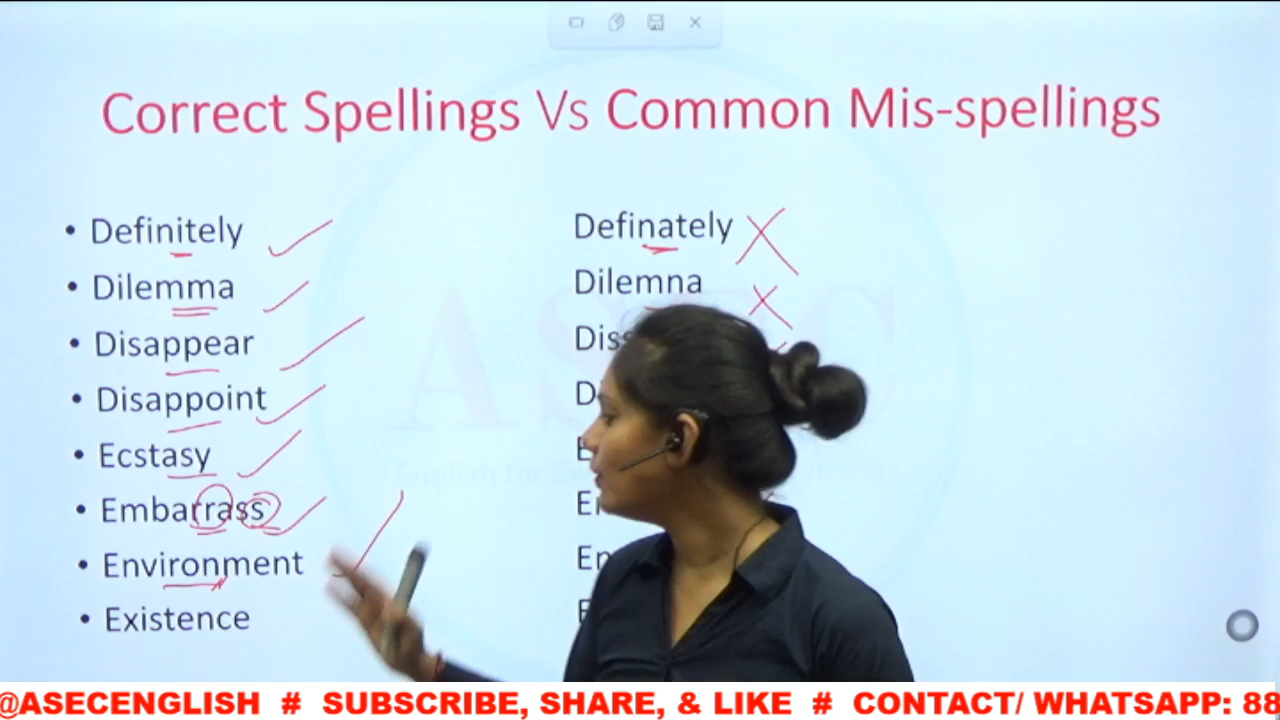 Correct Spellings Vs Common Mis-spellings
• Definitely
Definately
• Dilemma
Dilemna
• Disappear
• Disappoint
• Ecstasy
• Embarrass
• Environment
• Existence
ASEC
@ASECENGLISH # SUBSCRIBE, SHARE, & LIKE # CONTACT/ WHATSAPP: 88